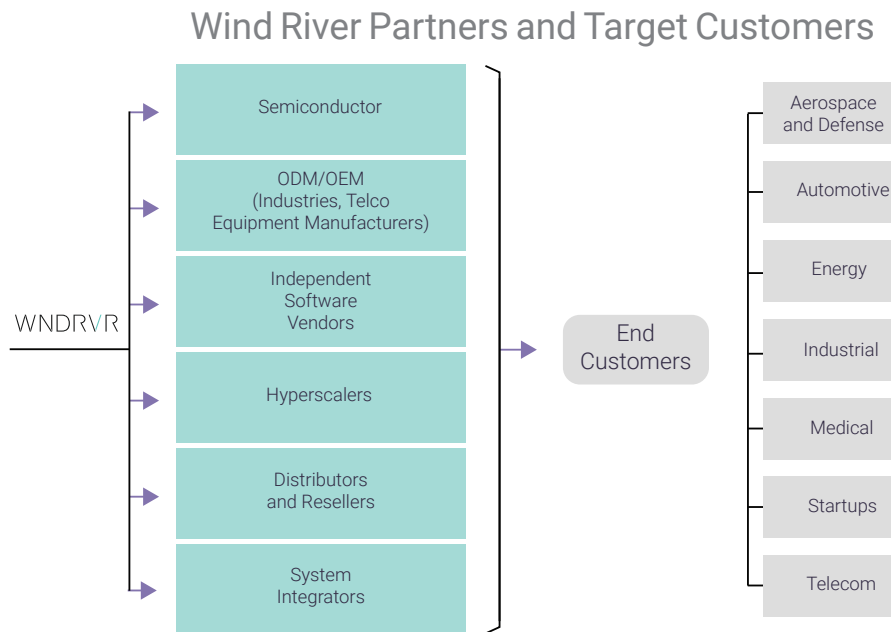 Wind River Partners and Target Customers
WNDRVR
Semiconductor
ODM/OEM
(Industries, Telco
Equipment Manufacturers)
Independent
Software
Vendors
Hyperscalers
Distributors
and Resellers
System
Integrators
End
Customers
Aerospace
and Defense
Automotive
Energy
Industrial
Medical
Startups
Telecom